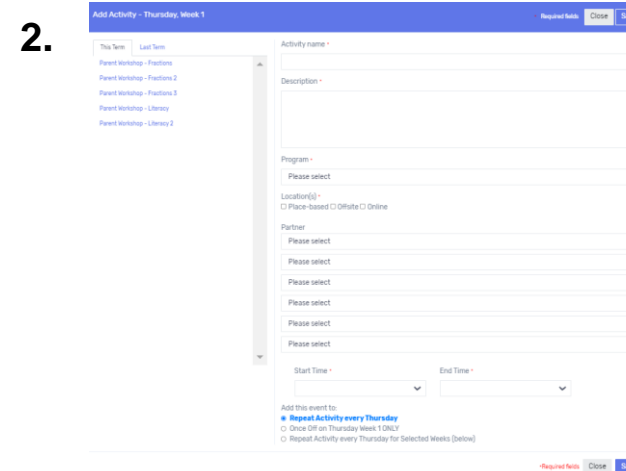 2.
Add Activity - Thursday, Week 1
Required fields Close
This Term Last Term
Parent Workshop - Fractions
Parent Workshop - Fractions 2
Parent Workshop - Fractions 3
Parent Workshop - Literacy
Parent Workshop - Literacy 2
Activity name *
Description *
Program *
Please select
Location(s) *
Place-based Offsite Online
Partner
Please select
Please select
Please select
Please select
Please select
Please select
Start Time * End Time *
Add this event to:
Repeat Activity every Thursday
Once Off on Thursday Week 1 ONLY
Repeat Activity every Thursday for Selected Weeks (below)
*Required fields Close